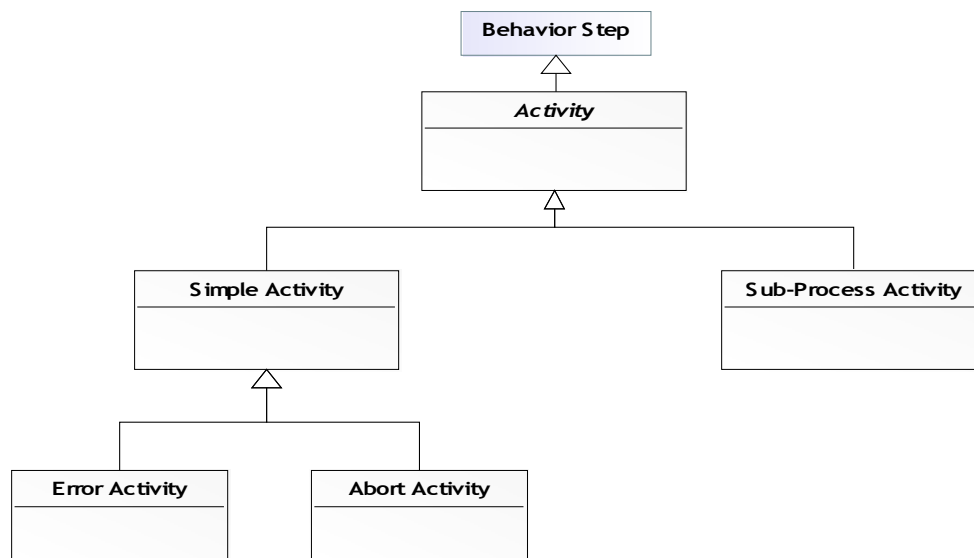 Behavior Step
Activity
Simple Activity
Sub-Process Activity
Error Activity
Abort Activity